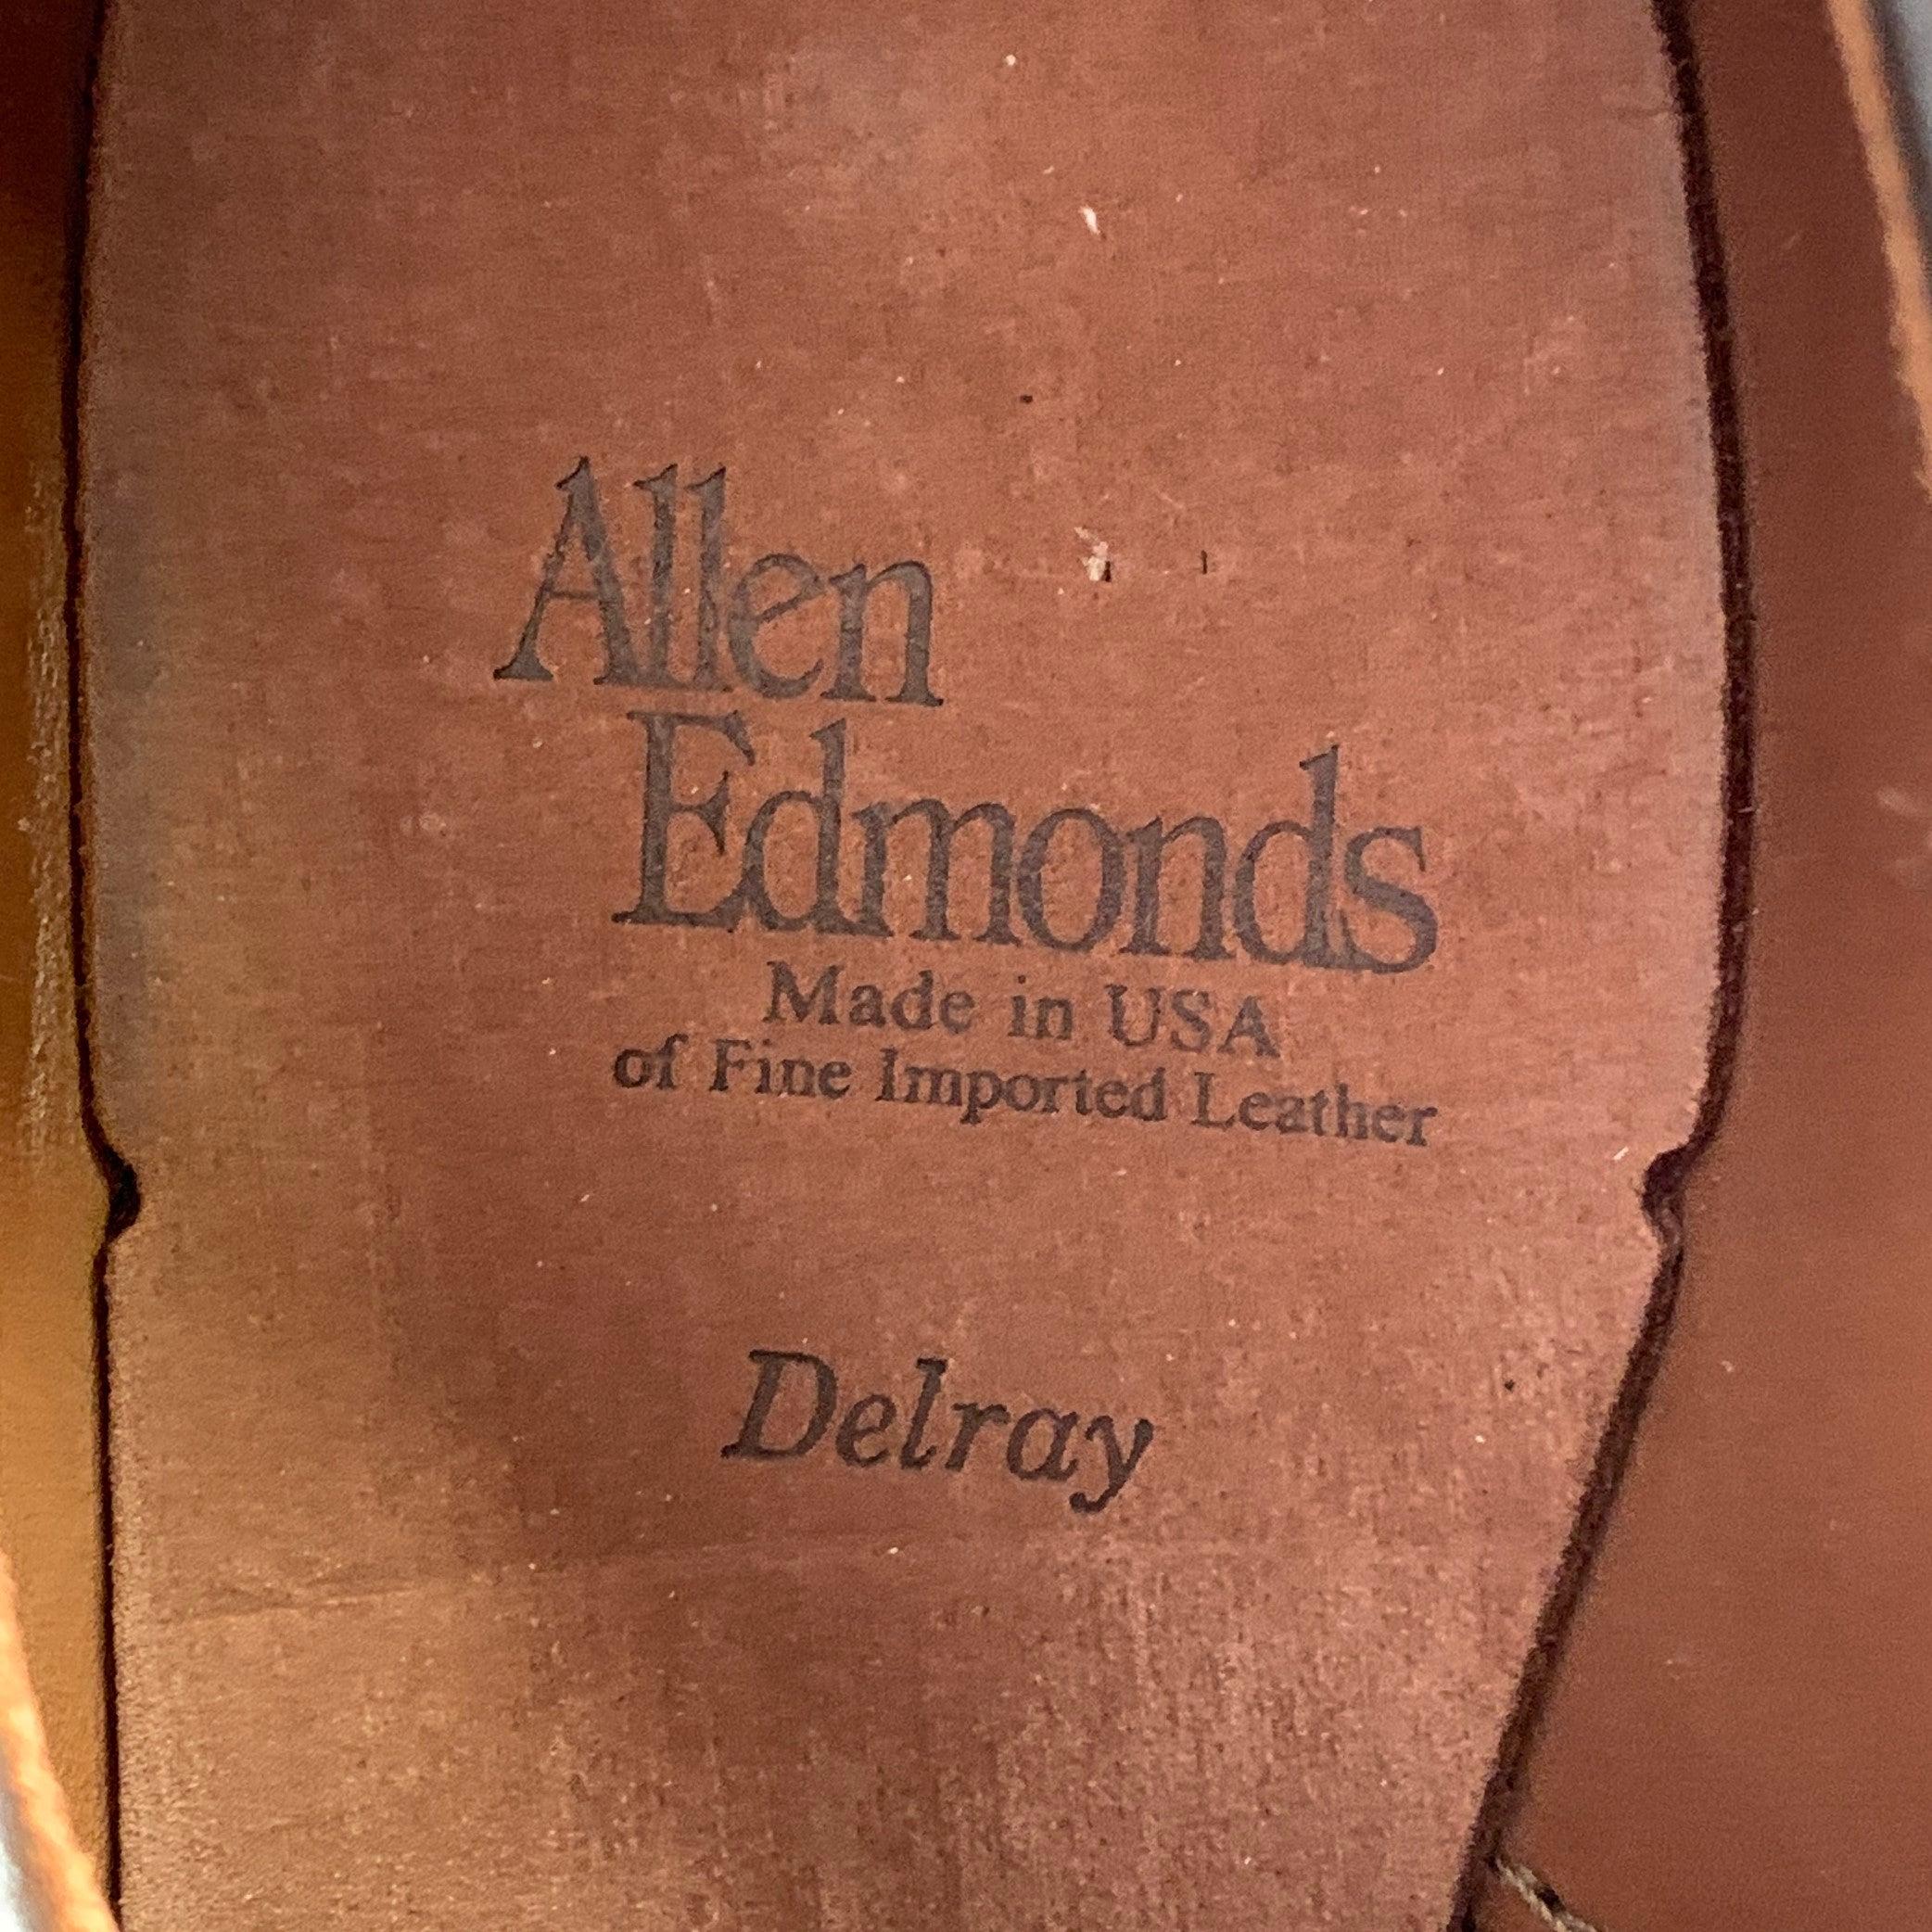 Allen
Edmonds
Made in USA
of Fine Imported Leather
Delray